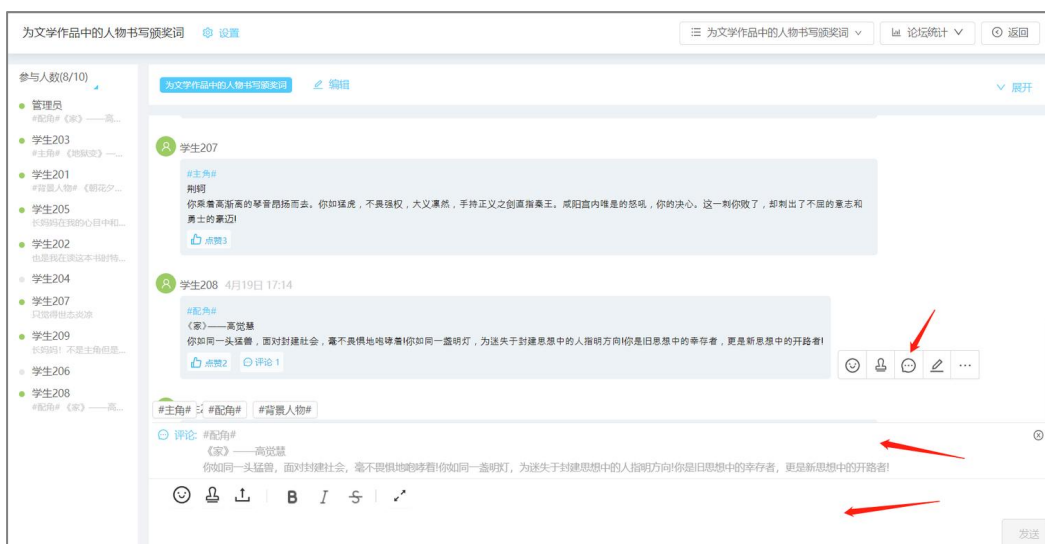 为文学作品中的人物书写颁奖词 设置 为文学作品中的人物书写颁奖词 论坛统计 返回
参与人数(8/10)
管理员
#配角#《家》——高...
学生203
#主角#《地狱变》—...
学生201
#背景人物#《朝花夕...
学生205
长妈妈在我的心目中和...
学生202
也是我在读这本书时特...
学生204
学生207
只觉得世态炎凉
学生209
长妈妈！不是主角但是...
学生206
学生208
#配角#《家》——高...
为文学作品中的人物书写颁奖词 编辑 展开
学生207
#主角#
荆轲
你乘着高渐离的琴音昂扬而去。你如猛虎，不畏强权，大义凛然，手持正义之剑直指秦王。咸阳宫内唯是的怒吼，你的决心。这一刺你败了，却刺出了不屈的意志和
勇士的豪迈!
点赞3
学生208 4月19日 17:14
#配角#
《家》——高觉慧
你如同一头猛兽，面对封建社会，毫不畏惧地咆哮着!你如同一盏明灯，为迷失于封建思想中的人指明方向!你是旧思想中的幸存者，更是新思想中的开路者!
点赞2 评论 1
#主角# #配角# #背景人物#
评论: #配角#
《家》——高觉慧
你如同一头猛兽，面对封建社会，毫不畏惧地咆哮着!你如同一盏明灯，为迷失于封建思想中的人指明方向!你是旧思想中的幸存者，更是新思想中的开路者!
B I S
发送